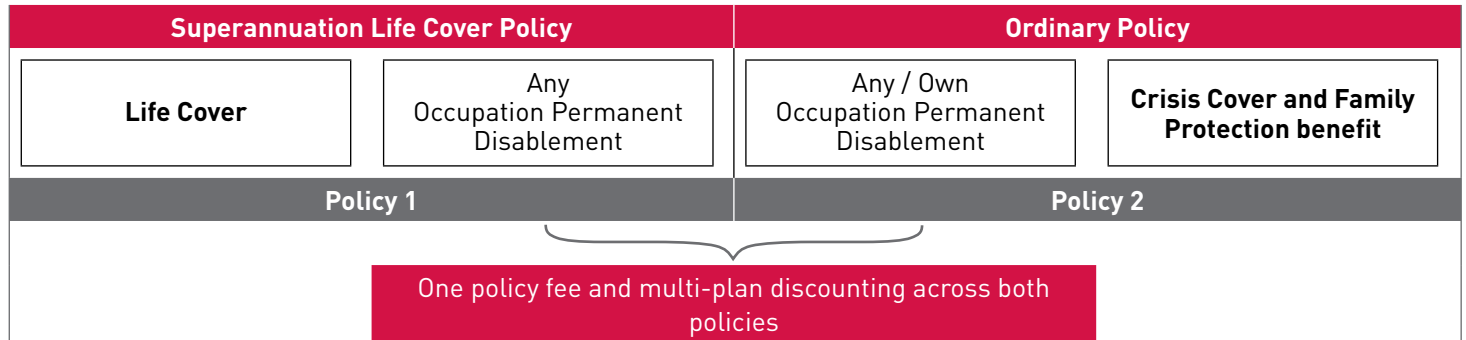 Superannuation Life Cover Policy
Ordinary Policy
Life Cover
Any
Occupation Permanent
Disablement
Any / Own
Occupation Permanent
Disablement
Crisis Cover and Family
Protection benefit
Policy 1
Policy 2
One policy fee and multi-plan discounting across both
policies